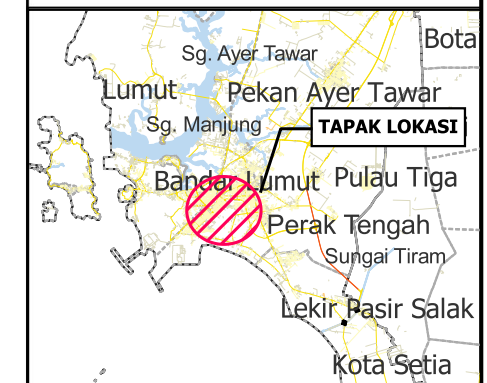 Bota
Sg. Ayer Tawar
Lumut
Pekan Ayer Tawar
Sg. Manjung
TAPAK LOKASI
Bandar Lumut
Pulau Tiga
Perak Tengah
Sungai Tiram
Lekir
Pasir Salak
Kota Setia